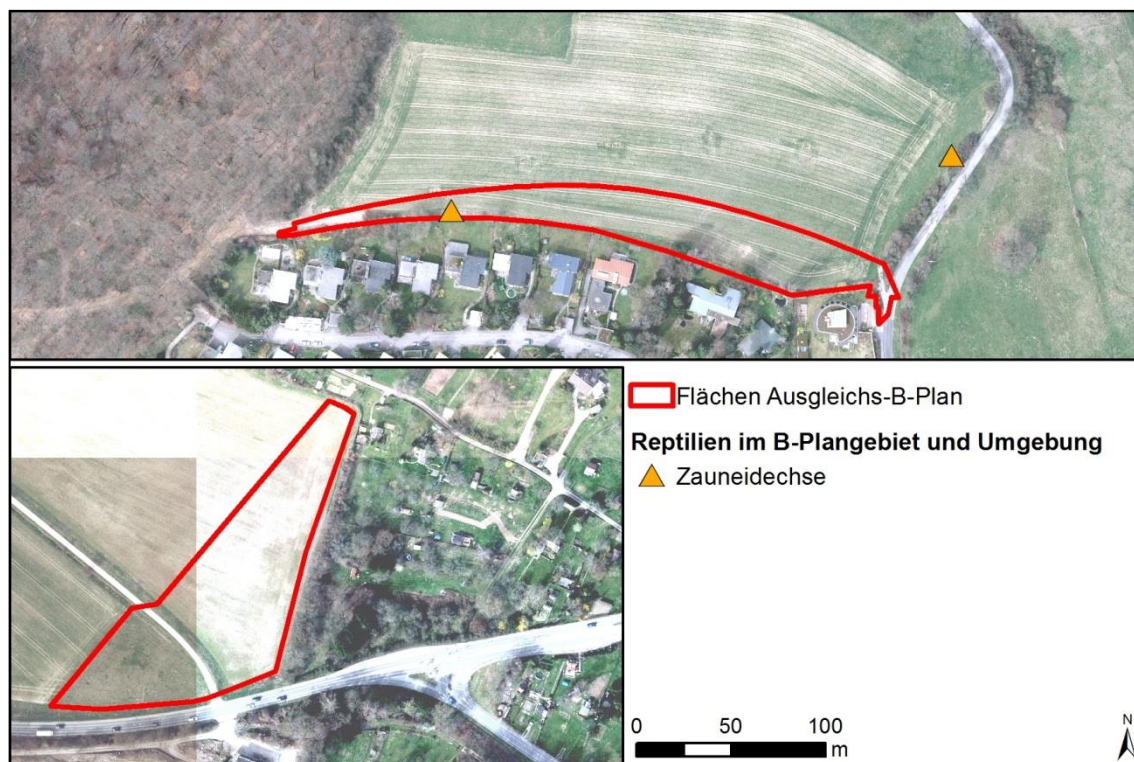 Flächen Ausgleichs-B-Plan
Reptilien im B-Plangebiet und Umgebung
Zauneidechse
0 50 100
m
N